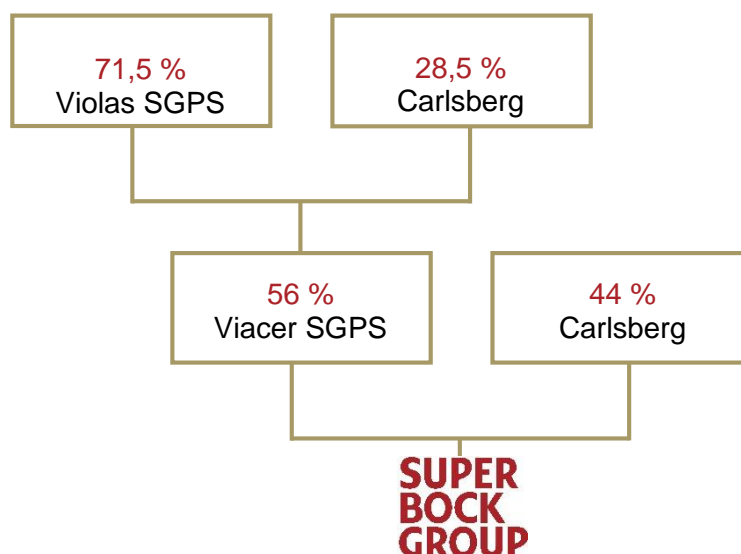 71,5 %
Violas SGPS
28,5 %
Carlsberg
56 %
Viacer SGPS
44 %
Carlsberg
SUPER
BOCK
GROUP